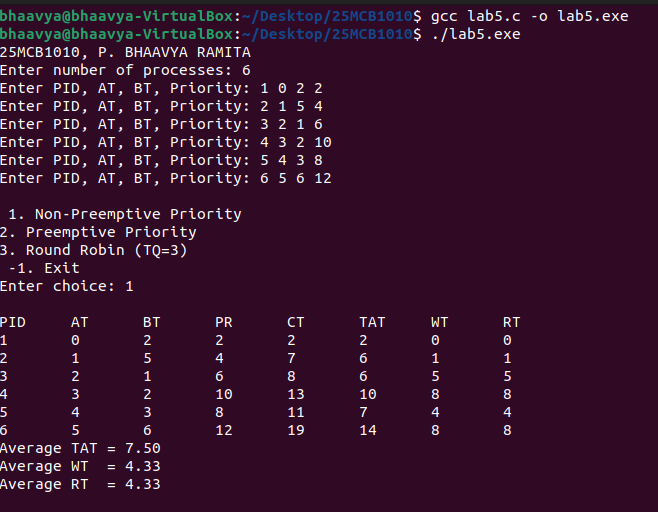 bhaavya@bhaavya-VirtualBox:~/Desktop/25MCB1010$ gcc lab5.c -o lab5.exe
bhaavya@bhaavya-VirtualBox:~/Desktop/25MCB1010$ ./lab5.exe
25MCB1010, P. BHAAVYA RAMITA
Enter number of processes: 6
Enter PID, AT, BT, Priority: 1 0 2 2
Enter PID, AT, BT, Priority: 2 1 5 4
Enter PID, AT, BT, Priority: 3 2 1 6
Enter PID, AT, BT, Priority: 4 3 2 10
Enter PID, AT, BT, Priority: 5 4 3 8
Enter PID, AT, BT, Priority: 6 5 6 12
1. Non-Preemptive Priority
2. Preemptive Priority
3. Round Robin (TQ=3)
-1. Exit
Enter choice: 1
PID AT BT PR CT TAT WT RT
1 0 2 2 2 2 0 0
2 1 5 4 7 6 1 1
3 2 1 6 8 6 5 5
4 3 2 10 13 10 8 8
5 4 3 8 11 7 4 4
6 5 6 12 19 14 8 8
Average TAT = 7.50
Average WT  = 4.33
Average RT  = 4.33